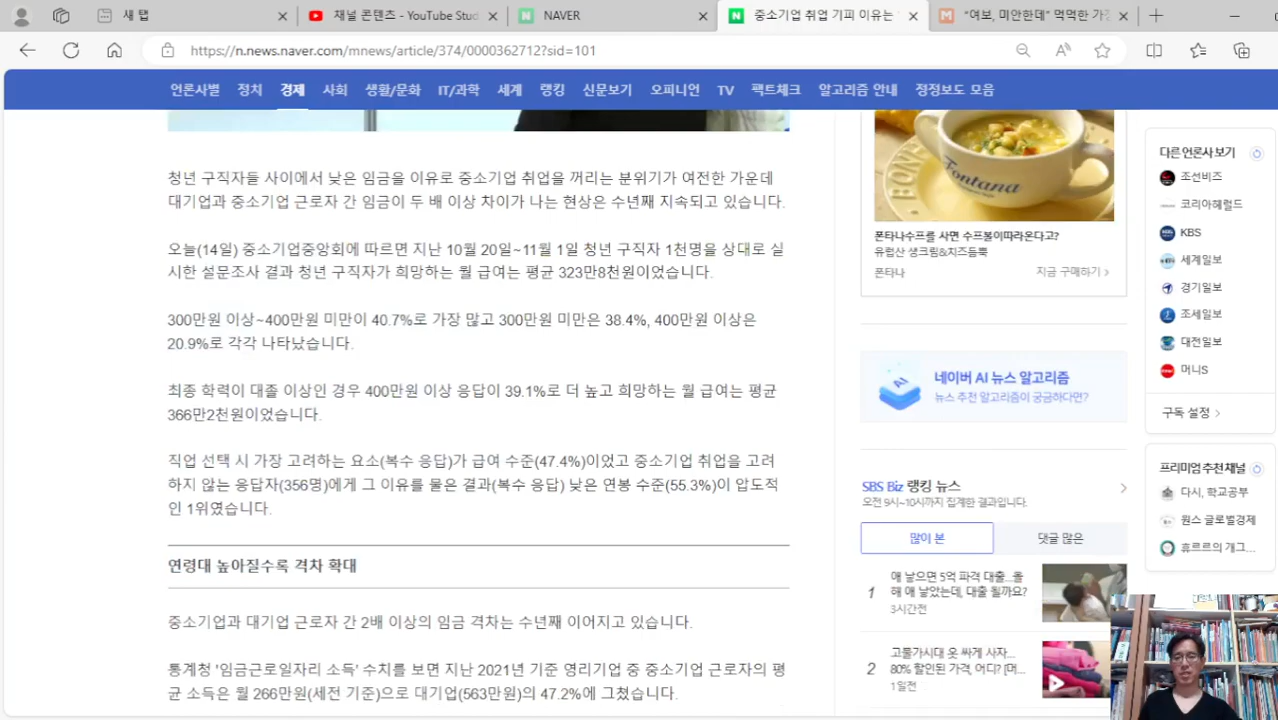 새 탭
채널 콘텐츠 - YouTube Stud
NAVER
중소기업 취업 기피 이유는
"여보, 미안한데" 먹먹한 가
https://n.news.naver.com/mnews/article/374/0000362712?sid=101
언론사별 정치 경제 사회 생활/문화 IT/과학 세계 랭킹 신문보기 오피니언 TV 팩트체크 알고리즘 안내 정정보도 모음
청년 구직자들 사이에서 낮은 임금을 이유로 중소기업 취업을 꺼리는 분위기가 여전한 가운데
대기업과 중소기업 근로자 간 임금이 두 배 이상 차이가 나는 현상은 수년째 지속되고 있습니다.
오늘(14일) 중소기업중앙회에 따르면 지난 10월 20일~11월 1일 청년 구직자 1천명을 상대로 실
시한 설문조사 결과 청년 구직자가 희망하는 월 급여는 평균 323만8천원이었습니다.
300만원 이상~400만원 미만이 40.7%로 가장 많고 300만원 미만은 38.4%, 400만원 이상은
20.9%로 각각 나타났습니다.
최종 학력이 대졸 이상인 경우 400만원 이상 응답이 39.1%로 더 높고 희망하는 월 급여는 평균
366만2천원이었습니다.
직업 선택 시 가장 고려하는 요소(복수 응답)가 급여 수준(47.4%)이었고 중소기업 취업을 고려
하지 않는 응답자(356명)에게 그 이유를 물은 결과(복수 응답) 낮은 연봉 수준(55.3%)이 압도적
인 1위였습니다.
연령대 높아질수록 격차 확대
중소기업과 대기업 근로자 간 2배 이상의 임금 격차는 수년째 이어지고 있습니다.
통계청 '임금근로일자리 소득' 수치를 보면 지난 2021년 기준 영리기업 중 중소기업 근로자의 평
균 소득은 월 266만원(세전 기준)으로 대기업(563만원)의 47.2%에 그쳤습니다.
Fontana
폰타나수프를 사면 수프볼이따라온다고?
유럽산 생크림&치즈듬뿍
폰타나 지금 구매하기 >
AI
네이버 AI 뉴스 알고리즘
뉴스 추천 알고리즘이 궁금하다면?
SBS Biz 랭킹 뉴스
오전 9시~10시까지 집계한 결과입니다.
많이 본 댓글 많은
1 애 낳으면 5억 파격 대출...올
해 애 낳았는데, 대출 될까요?
3시간전
2 고물가시대 옷 싸게 사자...
80% 할인된 가격, 어디? [머...
1일전
다른 언론사 보기
조선비즈
코리아헤럴드
KBS
세계일보
경기일보
조세일보
대전일보
머니S
구독 설정 >
프리미엄 추천 채널
다시, 학교공부
원스 글로벌경제
휴르르의 개그...